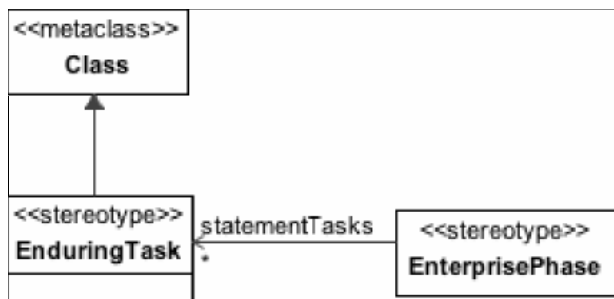 <<metaclass>>
Class
<<stereotype>>
EnduringTask
statementTasks
*
<<stereotype>>
EnterprisePhase